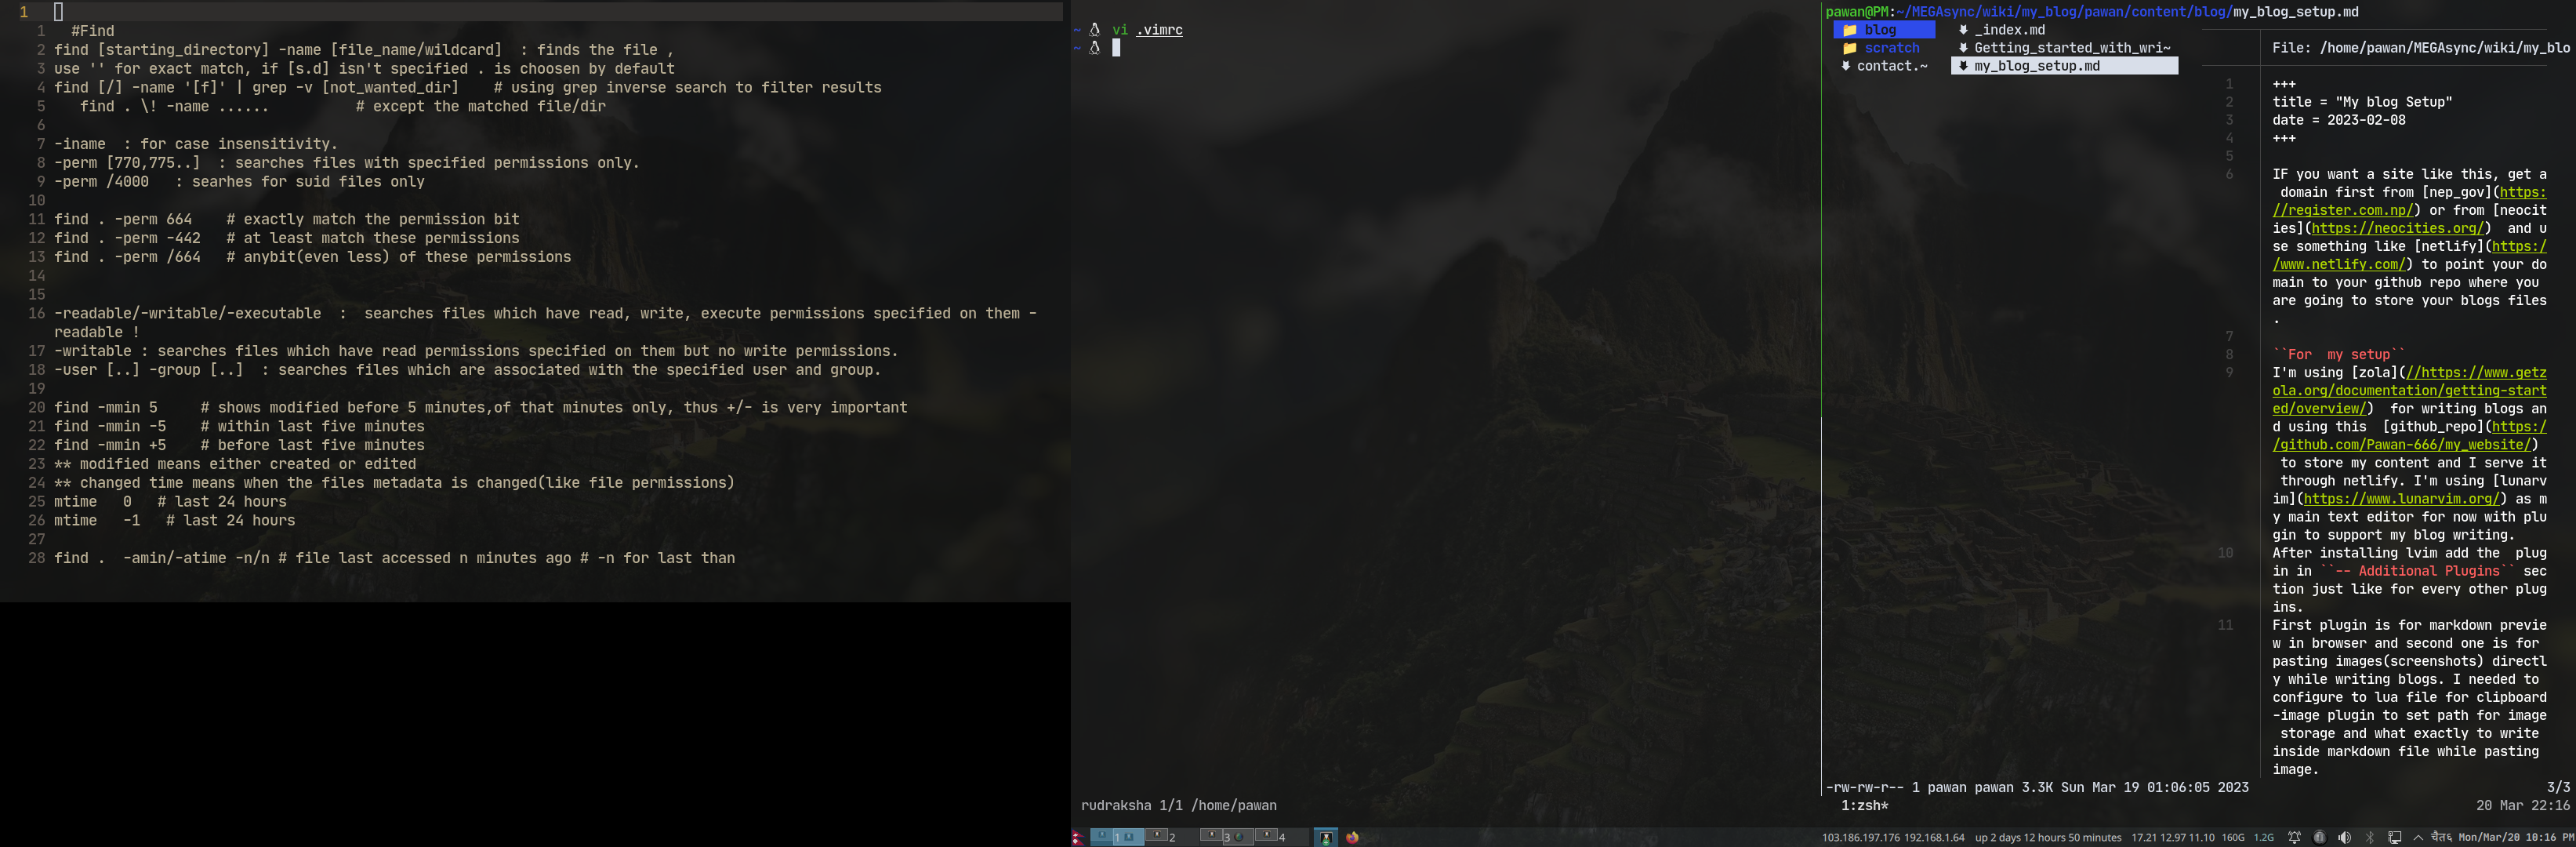 1
1 #Find
2 find [starting_directory] -name [file_name/wildcard]  : finds the file ,
3 use '' for exact match, if [s.d] isn't specified . is choosen by default
4 find [/] -name '[f]' | grep -v [not_wanted_dir]    # using grep inverse search to filter results
5 find . \! -name ......          # except the matched file/dir
6
7 -iname  : for case insensitivity.
8 -perm [770,775..]  : searches files with specified permissions only.
9 -perm /4000   : searhes for suid files only
10
11 find . -perm 664    # exactly match the permission bit
12 find . -perm -442   # at least match these permissions
13 find . -perm /664   # anybit(even less) of these permissions
14
15
16 -readable/-writable/-executable  :  searches files which have read, write, execute permissions specified on them -
readable !
17 -writable : searches files which have read permissions specified on them but no write permissions.
18 -user [..] -group [..]  : searches files which are associated with the specified user and group.
19
20 find -mmin 5     # shows modified before 5 minutes,of that minutes only, thus +/- is very important
21 find -mmin -5    # within last five minutes
22 find -mmin +5    # before last five minutes
23 ** modified means either created or edited
24 ** changed time means when the files metadata is changed(like file permissions)
25 mtime   0   # last 24 hours
26 mtime   -1   # last 24 hours
27
28 find .  -amin/-atime -n/n # file last accessed n minutes ago # -n for last than
~ vi .vimrc
~
pawan@PM:~/MEGAsync/wiki/my_blog/pawan/content/blog/my_blog_setup.md
blog
scratch
contact.~
_index.md
Getting_started_with_wri~
my_blog_setup.md
File: /home/pawan/MEGAsync/wiki/my_blo
1 +++
2 title = "My blog Setup"
3 date = 2023-02-08
4 +++
5
6 IF you want a site like this, get a
domain first from [nep_gov](https:
//register.com.np/) or from [neocit
ies](https://neocities.org/)  and u
se something like [netlify](https:/
/www.netlify.com/) to point your do
main to your github repo where you
are going to store your blogs files
.
7
8 ``For  my setup``
9 I'm using [zola](//https://www.getz
ola.org/documentation/getting-start
ed/overview/)  for writing blogs an
d using this  [github_repo](https:/
/github.com/Pawan-666/my_website/)
to store my content and I serve it
through netlify. I'm using [lunarv
im](https://www.lunarvim.org/) as m
y main text editor for now with plu
gin to support my blog writing.
10 After installing lvim add the  plug
in in ``-- Additional Plugins`` sec
tion just like for every other plug
ins.
11 First plugin is for markdown previe
w in browser and second one is for
pasting images(screenshots) directl
y while writing blogs. I needed to
configure to lua file for clipboard
-image plugin to set path for image
storage and what exactly to write
inside markdown file while pasting
image.
-rw-rw-r-- 1 pawan pawan 3.3K Sun Mar 19 01:06:05 2023
3/3
rudraksha 1/1 /home/pawan
1:zsh*
20 Mar 22:16
1 2 3 4
103.186.197.176 192.168.1.64 up 2 days 12 hours 50 minutes 17.21 12.97 11.10 160G 1.2G चैत६ Mon/Mar/20 10:16 PM